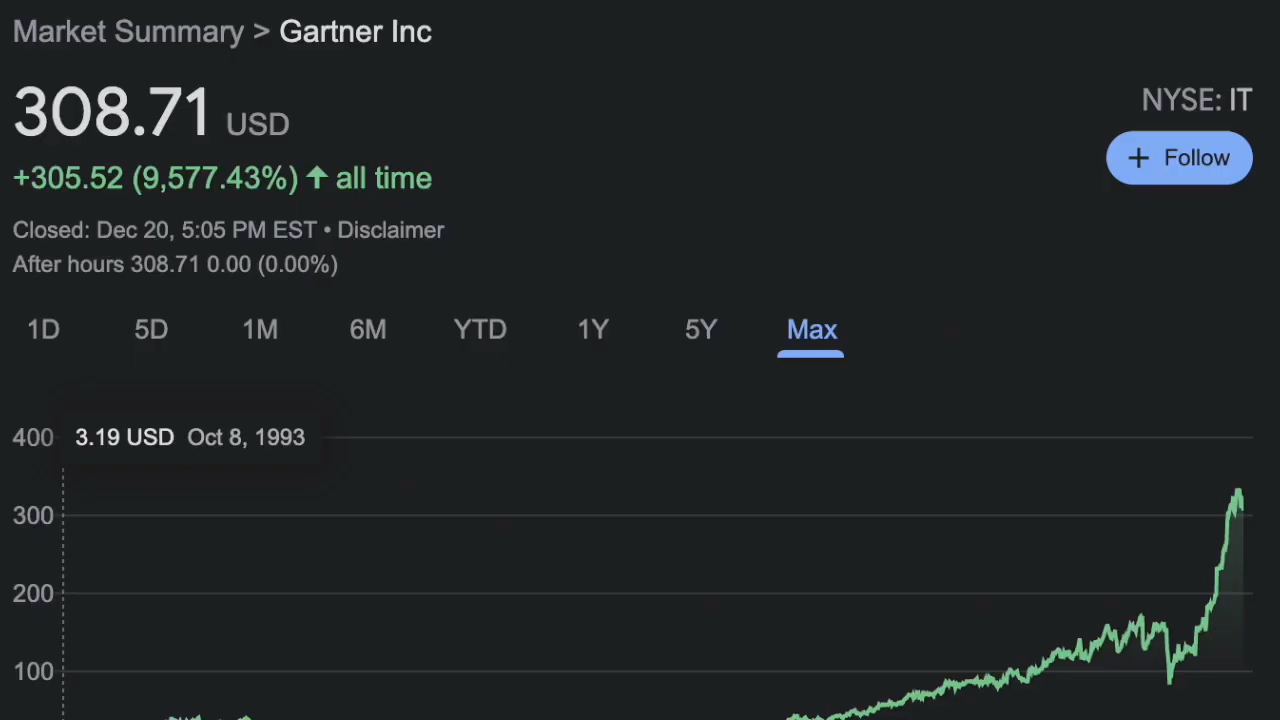 Market Summary > Gartner Inc
308.71 USD
NYSE: IT
+ Follow
+305.52 (9,577.43%) ↑ all time
Closed: Dec 20, 5:05 PM EST • Disclaimer
After hours 308.71 0.00 (0.00%)
1D 5D 1M 6M YTD 1Y 5Y Max
400 3.19 USD Oct 8, 1993
300
200
100